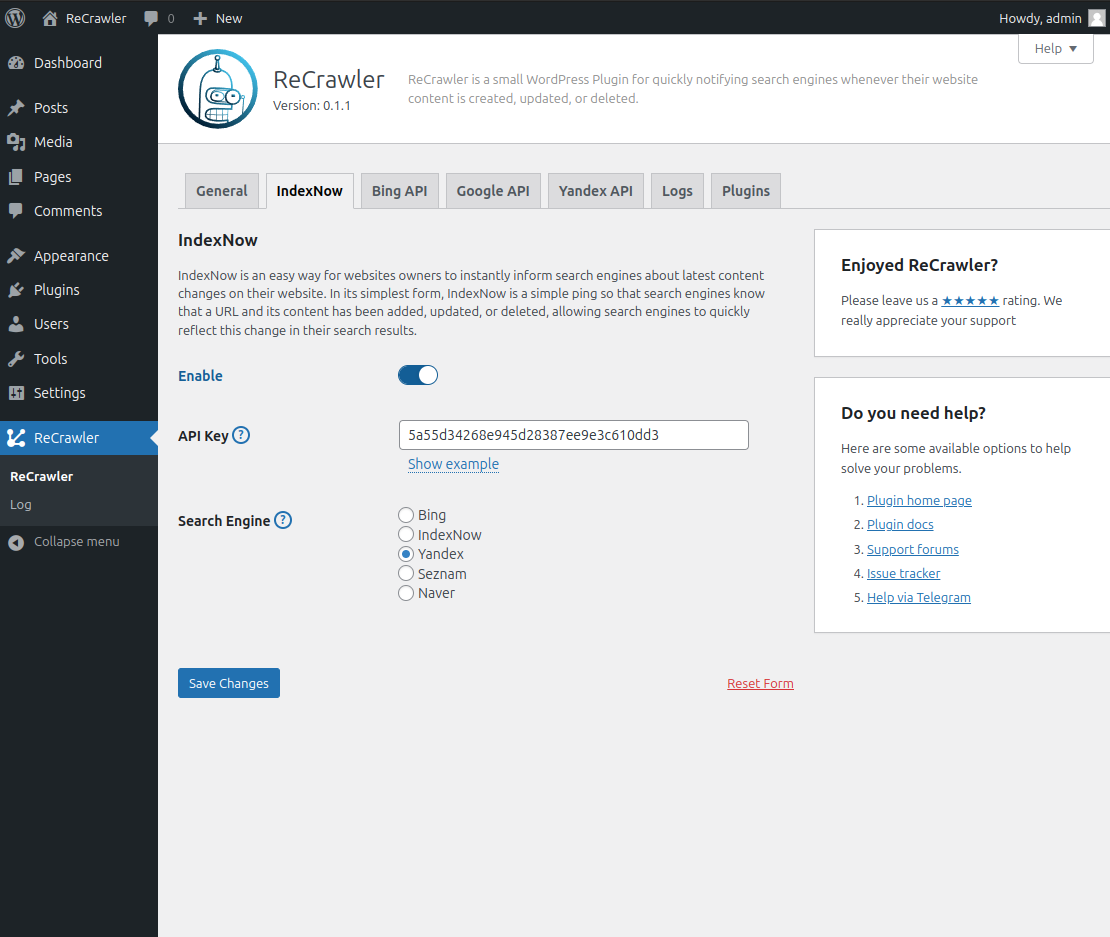 ReCrawler 0 New Howdy, admin
Help
Dashboard
Posts
Media
Pages
Comments
Appearance
Plugins
Users
Tools
Settings
ReCrawler
ReCrawler
Log
Collapse menu
ReCrawler
Version: 0.1.1
ReCrawler is a small WordPress Plugin for quickly notifying search engines whenever their website
content is created, updated, or deleted.
General IndexNow Bing API Google API Yandex API Logs Plugins
IndexNow
IndexNow is an easy way for websites owners to instantly inform search engines about latest content
changes on their website. In its simplest form, IndexNow is a simple ping so that search engines know
that a URL and its content has been added, updated, or deleted, allowing search engines to quickly
reflect this change in their search results.
Enable
API Key ?
5a55d34268e945d28387ee9e3c610dd3
Show example
Search Engine ?
Bing
IndexNow
Yandex
Seznam
Naver
Save Changes Reset Form
Enjoyed ReCrawler?
Please leave us a ★★★★★ rating. We
really appreciate your support
Do you need help?
Here are some available options to help
solve your problems.
1. Plugin home page
2. Plugin docs
3. Support forums
4. Issue tracker
5. Help via Telegram